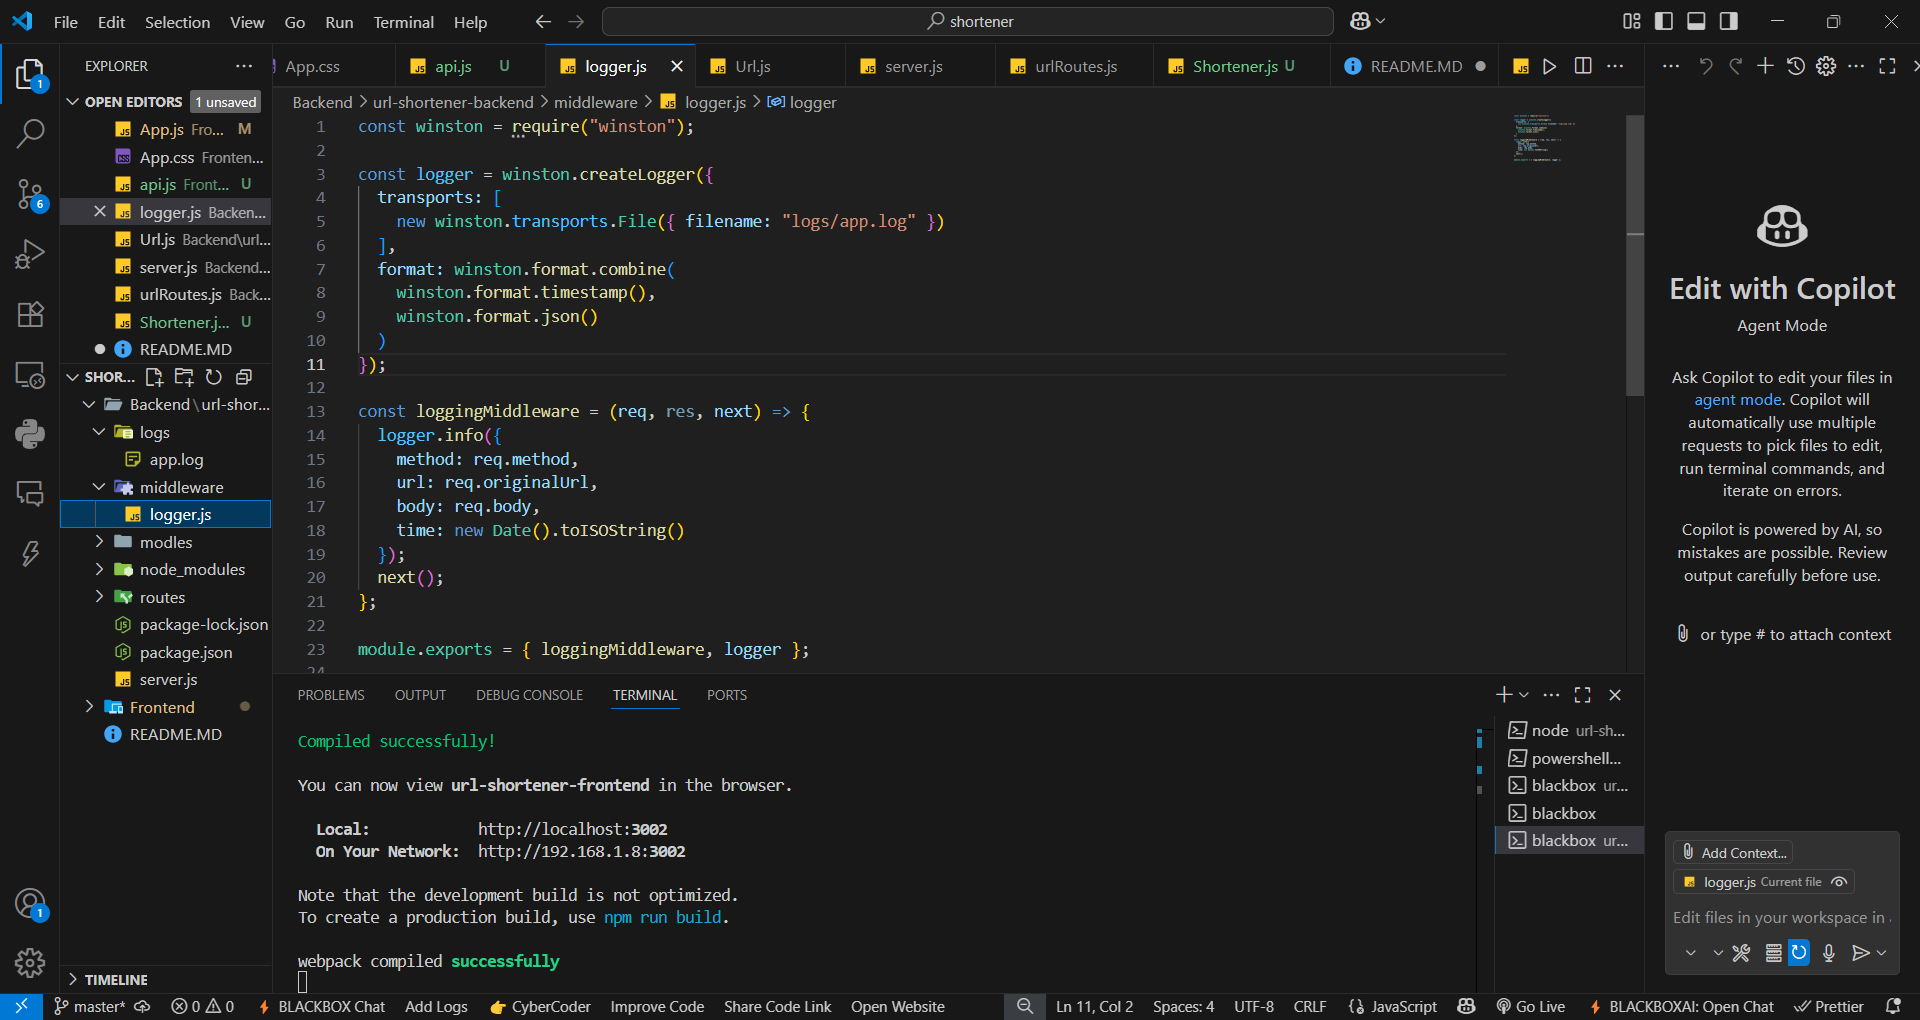 File Edit Selection View Go Run Terminal Help
shortener
EXPLORER
App.css
api.js U
logger.js
Url.js
server.js
urlRoutes.js
Shortener.js U
README.MD
OPEN EDITORS 1 unsaved
App.js Fro... M
App.css Fronten...
api.js Front... U
logger.js Backen...
Url.js Backend\url...
server.js Backend...
urlRoutes.js Back...
Shortener.j... U
README.MD
SHOR...
Backend\url-shor...
logs
app.log
middleware
logger.js
modles
node_modules
routes
package-lock.json
package.json
server.js
Frontend
README.MD
TIMELINE
Backend > url-shortener-backend > middleware > logger.js > logger
1 const winston = require("winston");
2
3 const logger = winston.createLogger({
4 transports: [
5 new winston.transports.File({ filename: "logs/app.log" })
6 ],
7 format: winston.format.combine(
8 winston.format.timestamp(),
9 winston.format.json()
10 )
11 });
12
13 const loggingMiddleware = (req, res, next) => {
14 logger.info({
15 method: req.method,
16 url: req.originalUrl,
17 body: req.body,
18 time: new Date().toISOString()
19 });
20 next();
21 };
22
23 module.exports = { loggingMiddleware, logger };
24
PROBLEMS OUTPUT DEBUG CONSOLE TERMINAL PORTS
Compiled successfully!
You can now view url-shortener-frontend in the browser.
Local: http://localhost:3002
On Your Network: http://192.168.1.8:3002
Note that the development build is not optimized.
To create a production build, use npm run build.
webpack compiled successfully
node url-sh...
powershell...
blackbox ur...
blackbox
blackbox ur...
Edit with Copilot
Agent Mode
Ask Copilot to edit your files in
agent mode. Copilot will
automatically use multiple
requests to pick files to edit,
run terminal commands, and
iterate on errors.
Copilot is powered by AI, so
mistakes are possible. Review
output carefully before use.
or type # to attach context
Add Context...
logger.js Current file
Edit files in your workspace in
1
6
1
master* 0 0 BLACKBOX Chat Add Logs CyberCoder Improve Code Share Code Link Open Website Ln 11, Col 2 Spaces: 4 UTF-8 CRLF JavaScript Go Live BLACKBOXAI: Open Chat Prettier